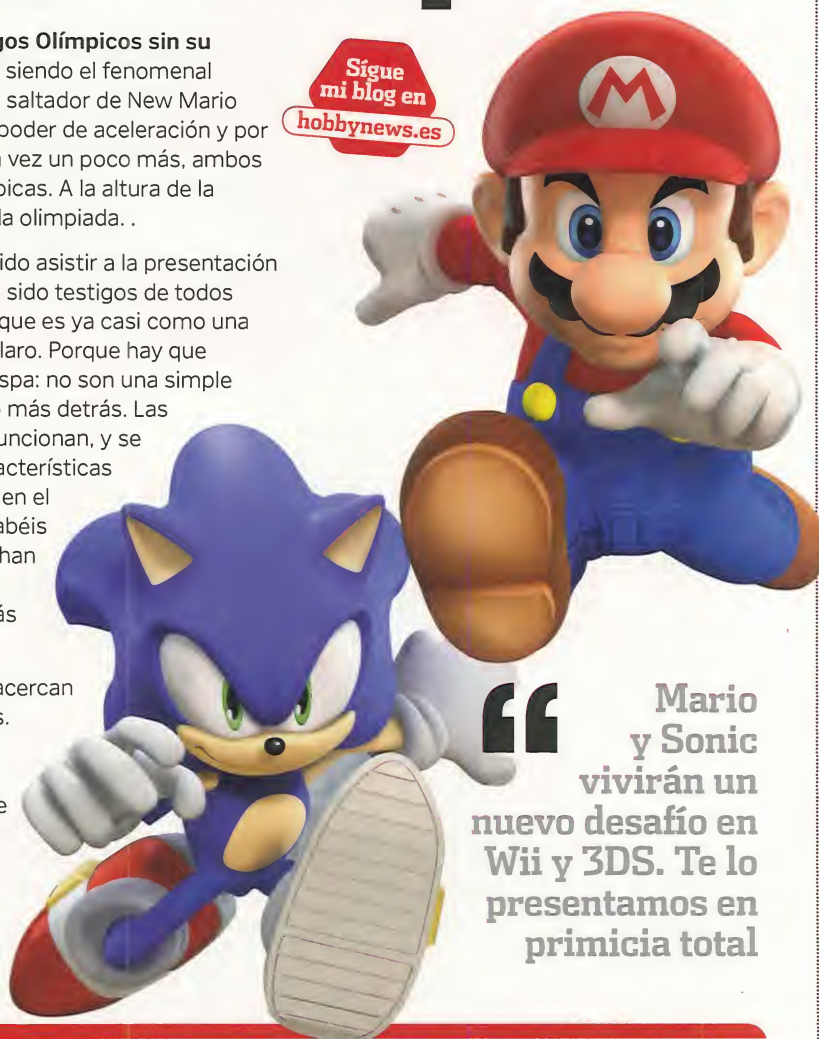 gos Olímpicos sin su
siendo el fenomenal
saltador de New Mario
poder de aceleración y por
vez un poco más, ambos
picas. A la altura de la
la olimpiada. .
ido asistir a la presentación
sido testigos de todos
que es ya casi como una
laro. Porque hay que
spa: no son una simple
más detrás. Las
uncionan, y se
acterísticas
en el
abéis
han
ás
acercan
s.
e
Sígue
mi blog en
hobbynews.es
M
“ Mario
y Sonic
vivirán un
nuevo desafío en
Wii y 3DS. Te lo
presentamos en
primicia total